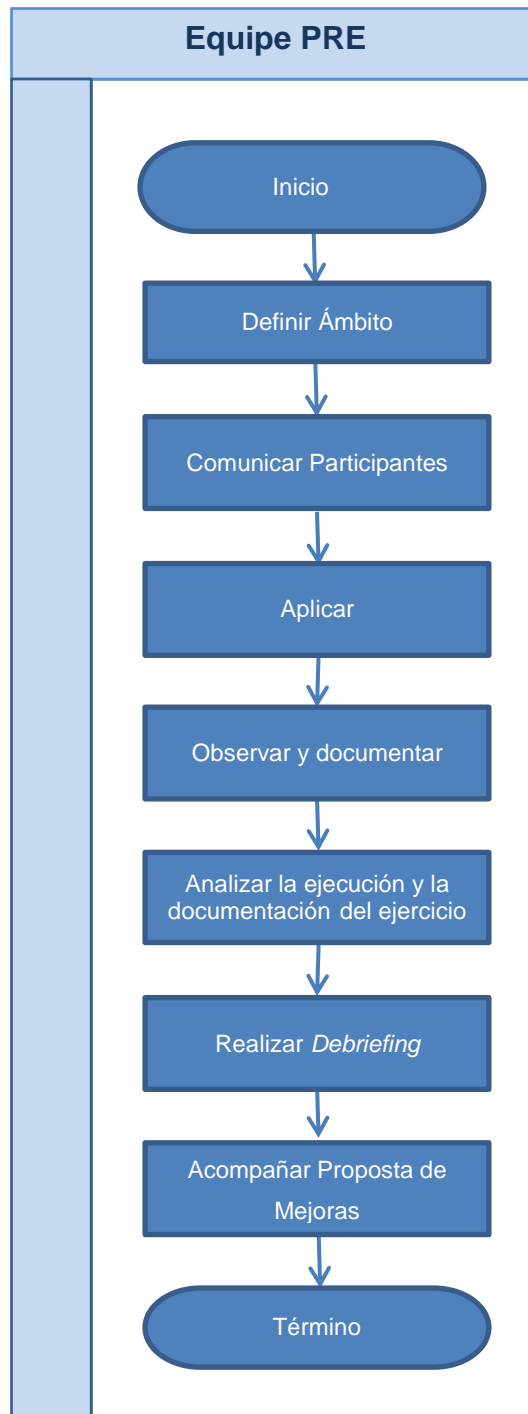 Equipe PRE
Inicio
Definir Ámbito
Comunicar Participantes
Aplicar
Observar y documentar
Analizar la ejecución y la
documentación del ejercicio
Realizar Debriefing
Acompañar Proposta de
Mejoras
Término